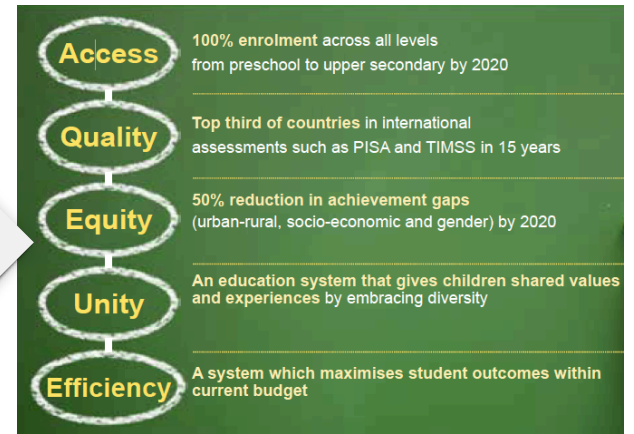 Access
100% enrolment across all levels
from preschool to upper secondary by 2020
Quality
Top third of countries in international
assessments such as PISA and TIMSS in 15 years
Equity
50% reduction in achievement gaps
(urban-rural, socio-economic and gender) by 2020
Unity
An education system that gives children shared values
and experiences by embracing diversity
Efficiency
A system which maximises student outcomes within
current budget